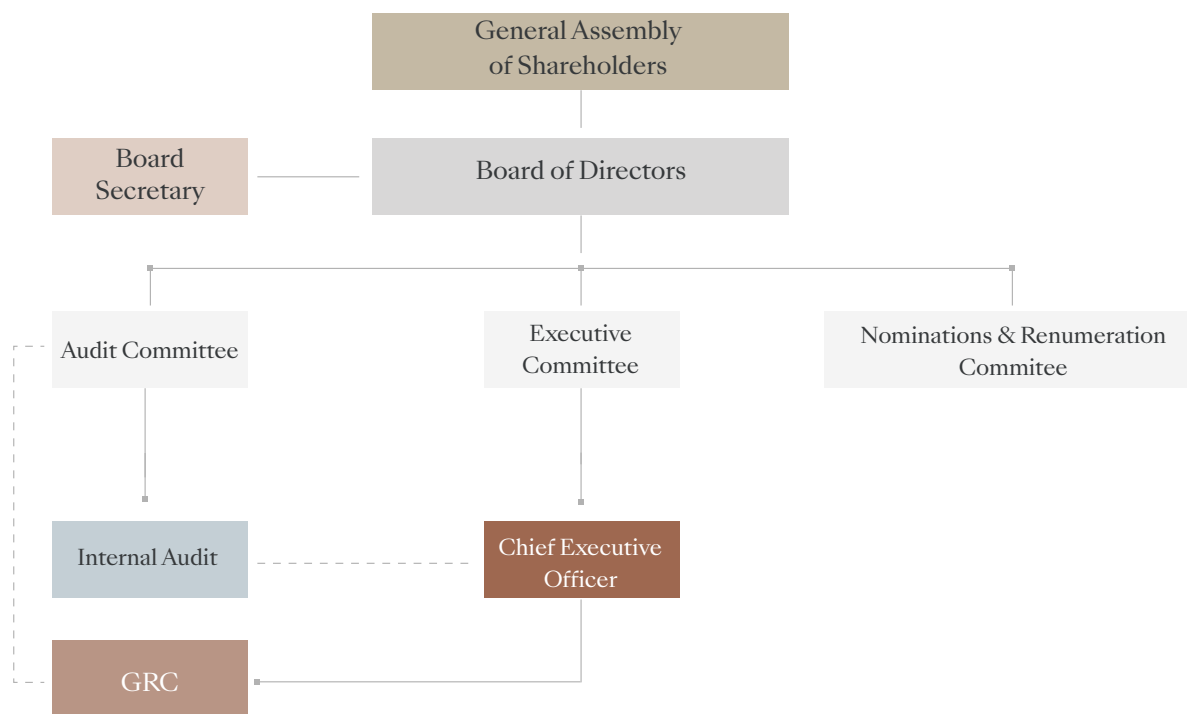 General Assembly
of Shareholders
Board
Secretary
Board of Directors
Audit Committee
Executive
Committee
Nominations & Renumeration
Commitee
Internal Audit
Chief Executive
Officer
GRC